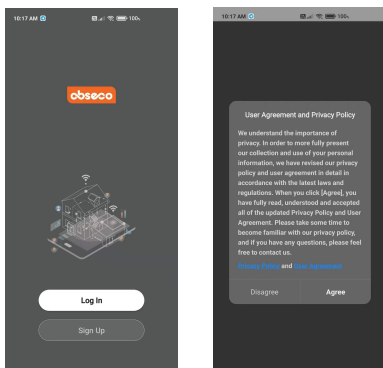 10:17 AM
100%
obseco
Log In
Sign Up
10:17 AM
100%
User Agreement and Privacy Policy
We understand the importance of
privacy. In order to more fully present
our collection and use of your personal
information, we have revised our privacy
policy and user agreement in detail in
accordance with the latest laws and
regulations. When you click [Agree], you
have fully read, understood and accepted
all of the updated Privacy Policy and User
Agreement. Please take some time to
become familiar with our privacy policy,
and if you have any questions, please feel
free to contact us.
Privacy Policy and User Agreement
Disagree
Agree